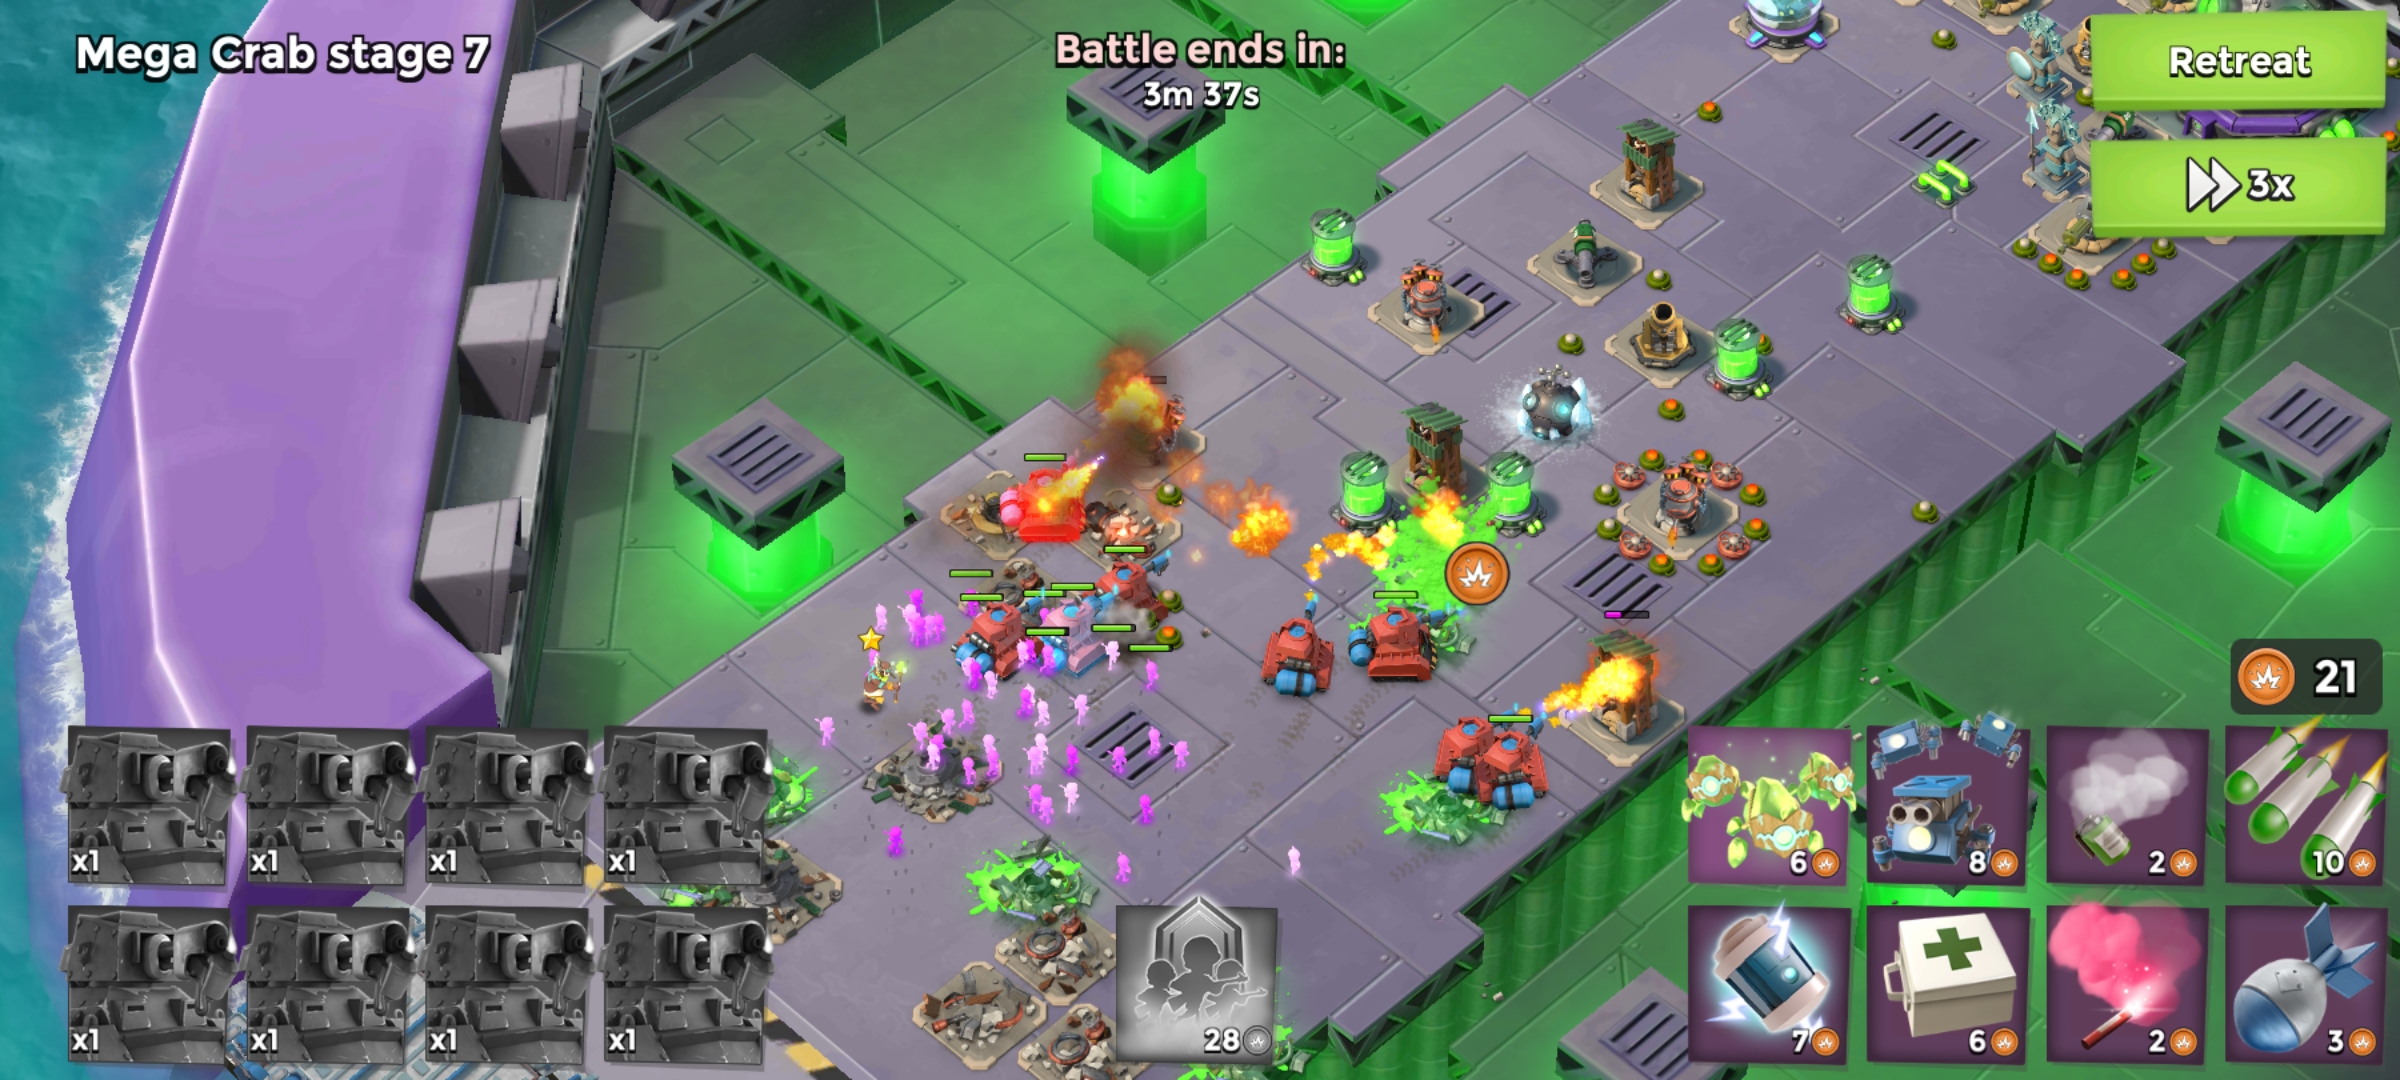 Mega Crab stage 7
Battle ends in:
3m 37s
Retreat
3x
21
x1
x1
x1
x1
6
8
2
10
x1
x1
x1
x1
28
7
6
2
3